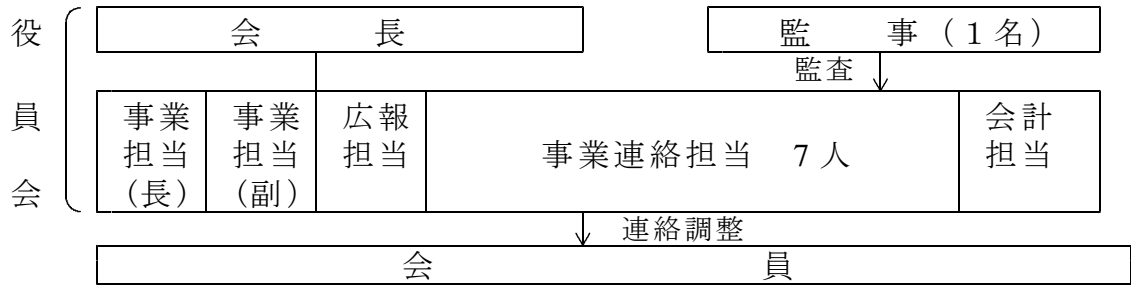 役員会
会長
監事(1名)
監査
事業担当(長)
事業担当(副)
広報担当
事業連絡担当 7人
会計担当
連絡調整
会員